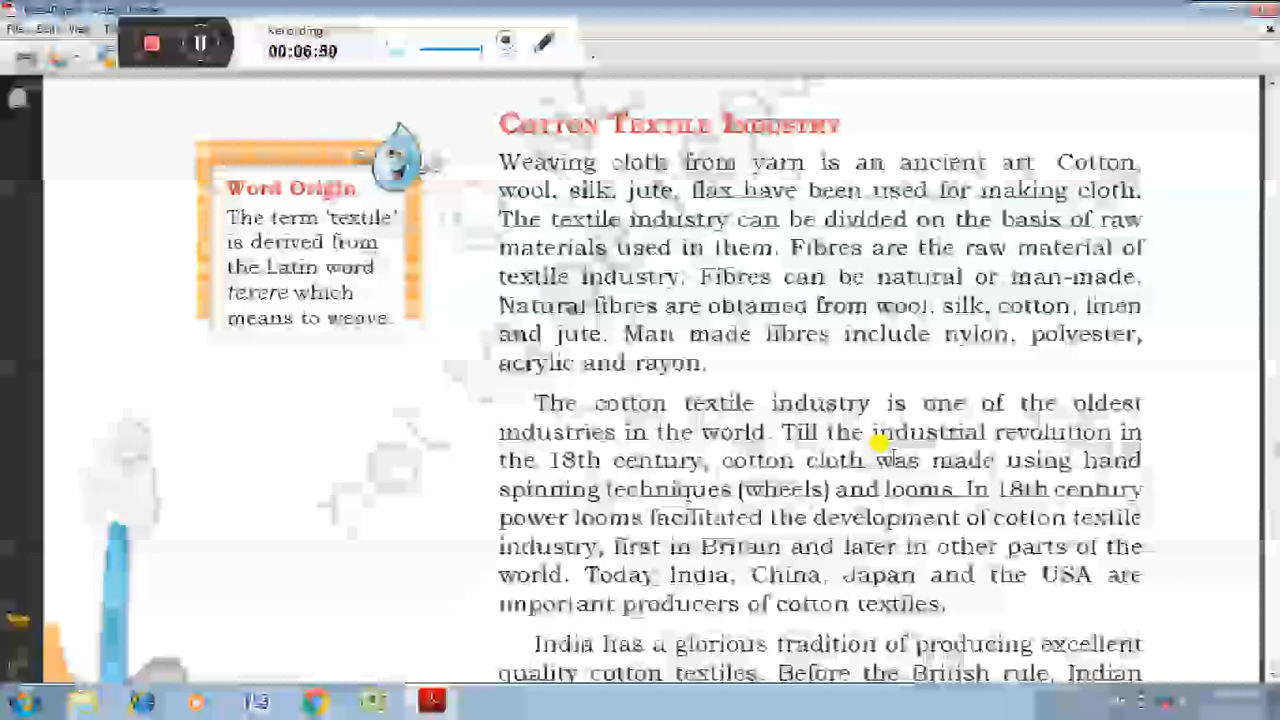 Recording
00:06:50
COTTON TEXTILE INDUSTRY
Weaving cloth from yarn is an ancient art Cotton,
wool, silk, jute, flax have been used for making cloth.
The textile industry can be divided on the basis of raw
materials used in them. Fibres are the raw material of
textile industry. Fibres can be natural or man-made.
Natural fibres are obtained from wool, silk, cotton, linen
and jute. Man made fibres include nylon, polyester,
acrylic and rayon.
The cotton textile industry is one of the oldest
industries in the world. Till the industrial revolution in
the 18th century, cotton cloth was made using hand
spinning techniques (wheels) and looms. In 18th century
power looms facilitated the development of cotton textile
industry, first in Britain and later in other parts of the
world. Today India, China, Japan and the USA are
important producers of cotton textiles.
India has a glorious tradition of producing excellent
quality cotton textiles. Before the British rule, Indian
Word Origin
The term 'textile'
is derived from
the Latin word
texere which
means to weave.